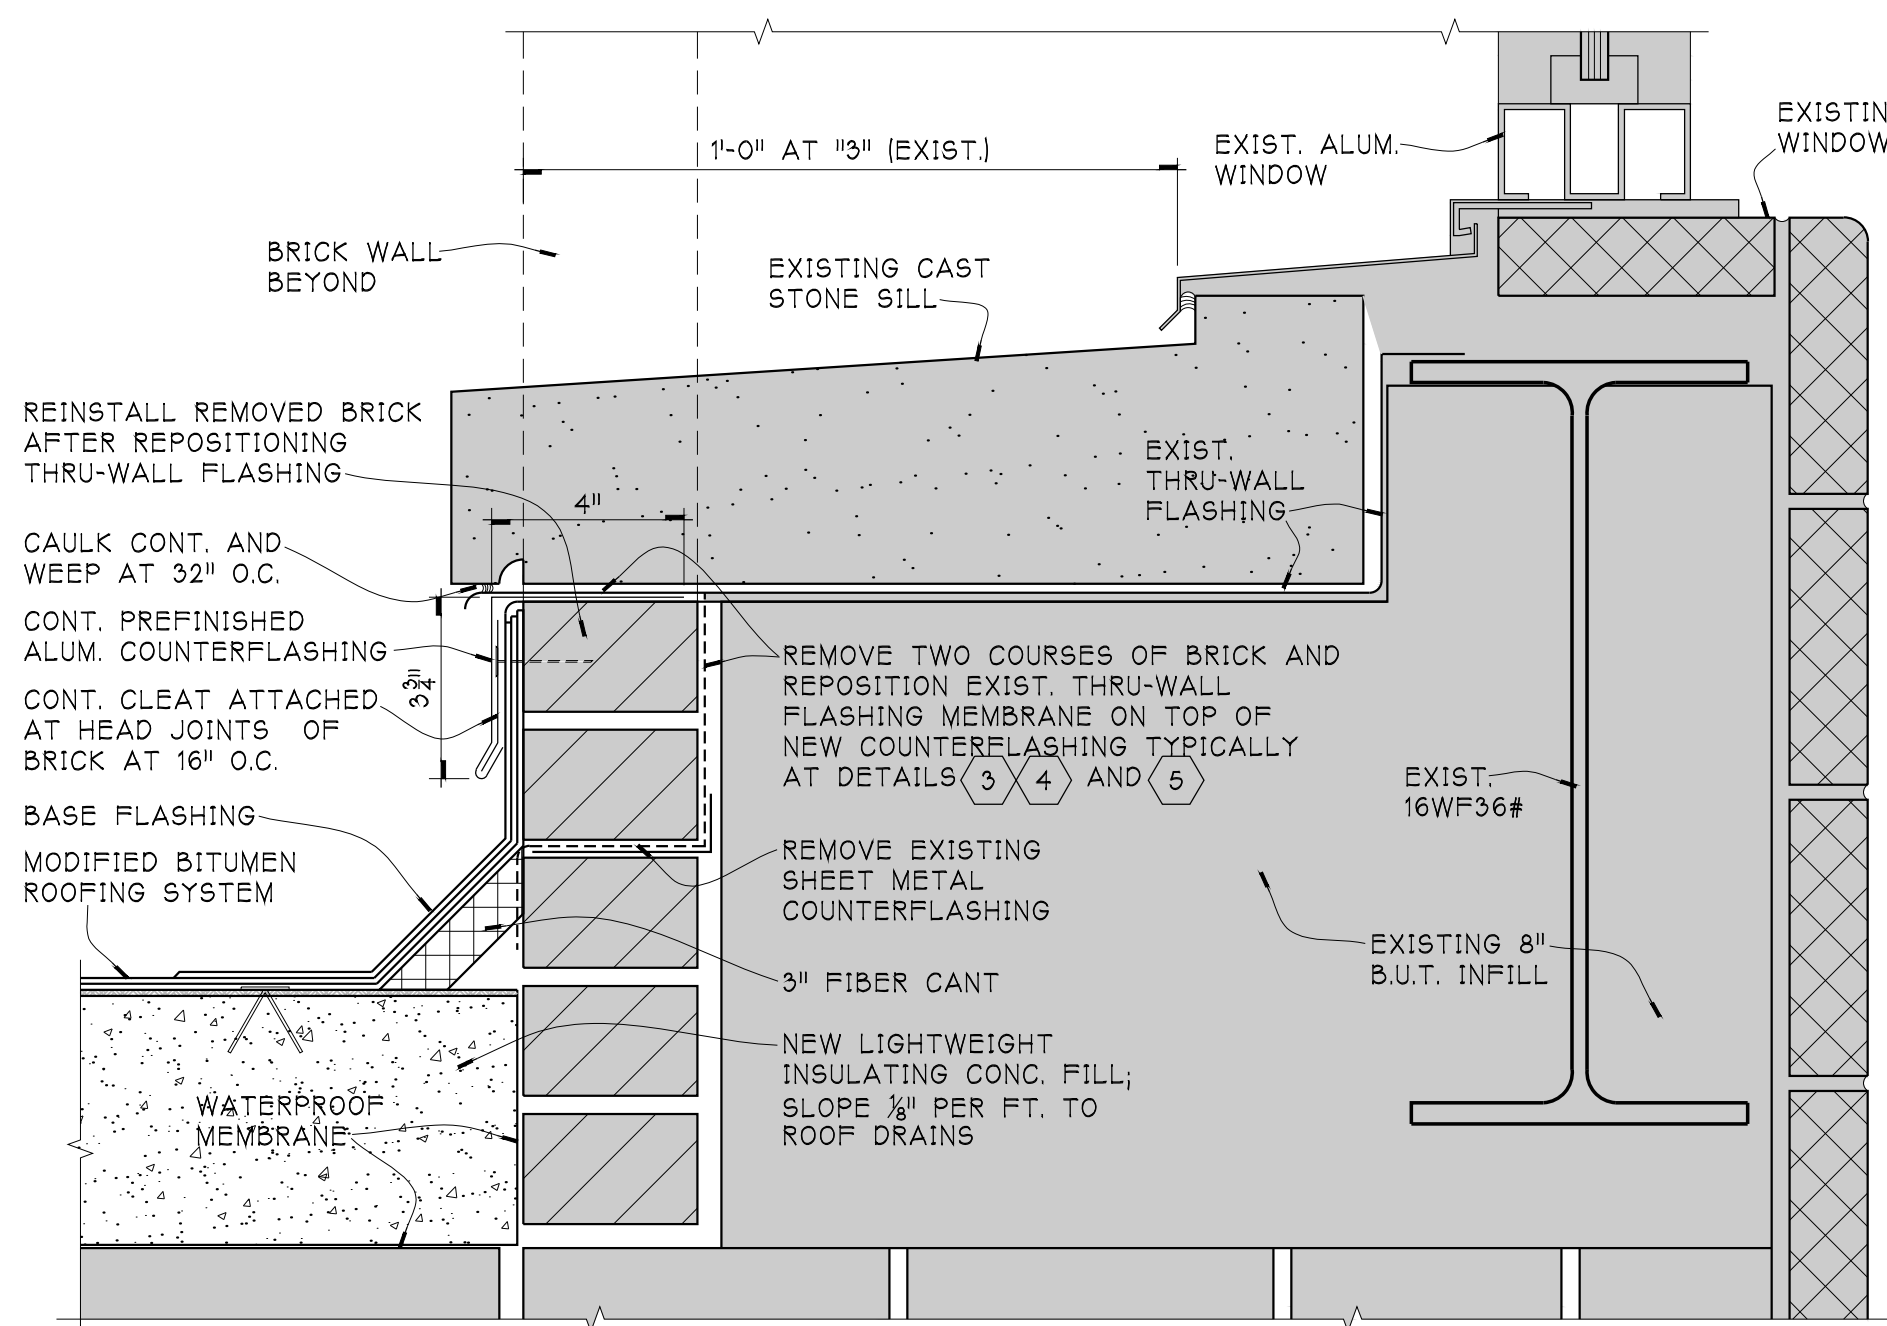 EXISTIN
WINDOW
1'-0" AT "3" (EXIST.)
EXIST. ALUM.
WINDOW
BRICK WALL
BEYOND
EXISTING CAST
STONE SILL
REINSTALL REMOVED BRICK
AFTER REPOSITIONING
THRU-WALL FLASHING
EXIST.
THRU-WALL
FLASHING
4"
CAULK CONT. AND
WEEP AT 32" O.C.
CONT. PREFINISHED
ALUM. COUNTERFLASHING
3 3/4"
CONT. CLEAT ATTACHED
AT HEAD JOINTS OF
BRICK AT 16" O.C.
REMOVE TWO COURSES OF BRICK AND
REPOSITION EXIST. THRU-WALL
FLASHING MEMBRANE ON TOP OF
NEW COUNTERFLASHING TYPICALLY
AT DETAILS 3 4 AND 5
EXIST.
16WF36#
BASE FLASHING
MODIFIED BITUMEN
ROOFING SYSTEM
REMOVE EXISTING
SHEET METAL
COUNTERFLASHING
EXISTING 8"
B.U.T. INFILL
3" FIBER CANT
NEW LIGHTWEIGHT
INSULATING CONC. FILL;
SLOPE 1/8" PER FT. TO
ROOF DRAINS
WATERPROOF
MEMBRANE